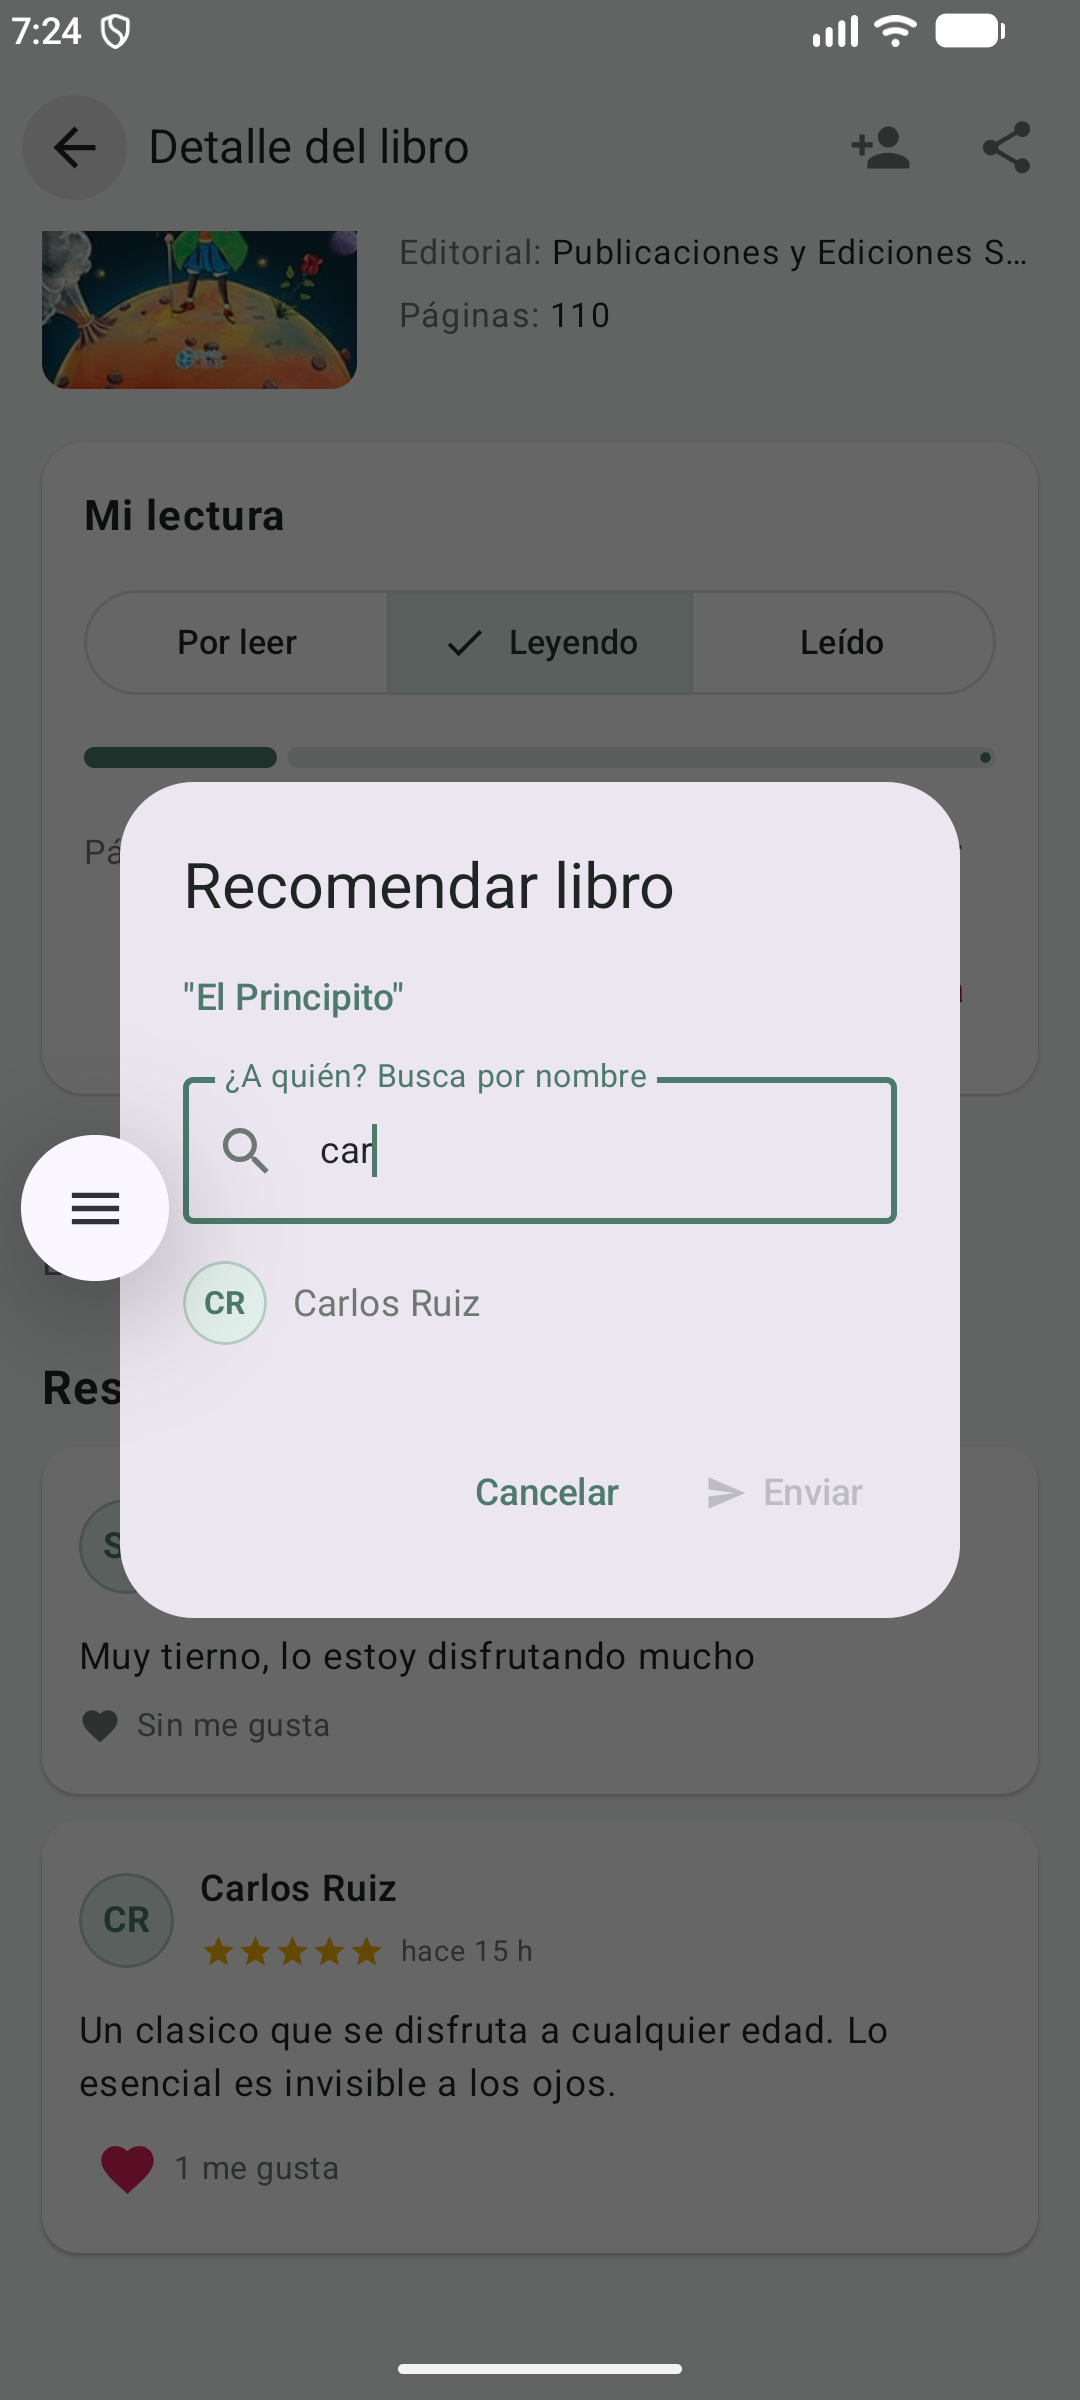 7:24
Detalle del libro
Editorial: Publicaciones y Ediciones S…
Páginas: 110
Mi lectura
Por leer
Leyendo
Leído
Pá
Recomendar libro
"El Principito"
¿A quién? Busca por nombre
car
CR
Carlos Ruiz
Cancelar
Enviar
Res
S
Muy tierno, lo estoy disfrutando mucho
Sin me gusta
CR
Carlos Ruiz
hace 15 h
Un clasico que se disfruta a cualquier edad. Lo
esencial es invisible a los ojos.
1 me gusta